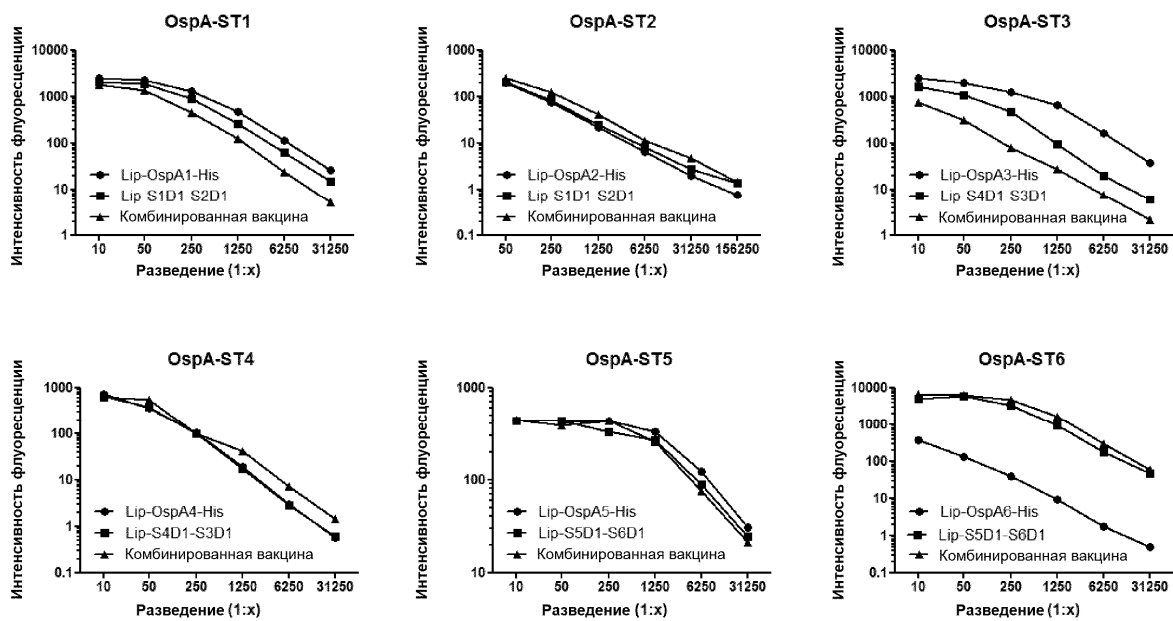 OspA-ST1
Интенсивность флуоресценции
10000
1000
100
10
1
Lip-OspA1-His
Lip-S1D1-S2D1
Комбинированная вакцина
10 50 250 1250 6250 31250
Разведение (1:x)
OspA-ST2
Интенсивность флуоресценции
1000
100
10
1
0.1
Lip-OspA2-His
Lip-S1D1-S2D1
Комбинированная вакцина
50 250 1250 6250 31250 156250
Разведение (1:x)
OspA-ST3
Интенсивность флуоресценции
10000
1000
100
10
1
Lip-OspA3-His
Lip-S4D1-S3D1
Комбинированная вакцина
10 50 250 1250 6250 31250
Разведение (1:x)
OspA-ST4
Интенсивность флуоресценции
1000
100
10
1
0.1
Lip-OspA4-His
Lip-S4D1-S3D1
Комбинированная вакцина
10 50 250 1250 6250 31250
Разведение (1:x)
OspA-ST5
Интенсивность флуоресценции
1000
100
10
Lip-OspA5-His
Lip-S5D1-S6D1
Комбинированная вакцина
10 50 250 1250 6250 31250
Разведение (1:x)
OspA-ST6
Интенсивность флуоресценции
10000
1000
100
10
1
0.1
Lip-OspA6-His
Lip-S5D1-S6D1
Комбинированная вакцина
10 50 250 1250 6250 31250
Разведение (1:x)